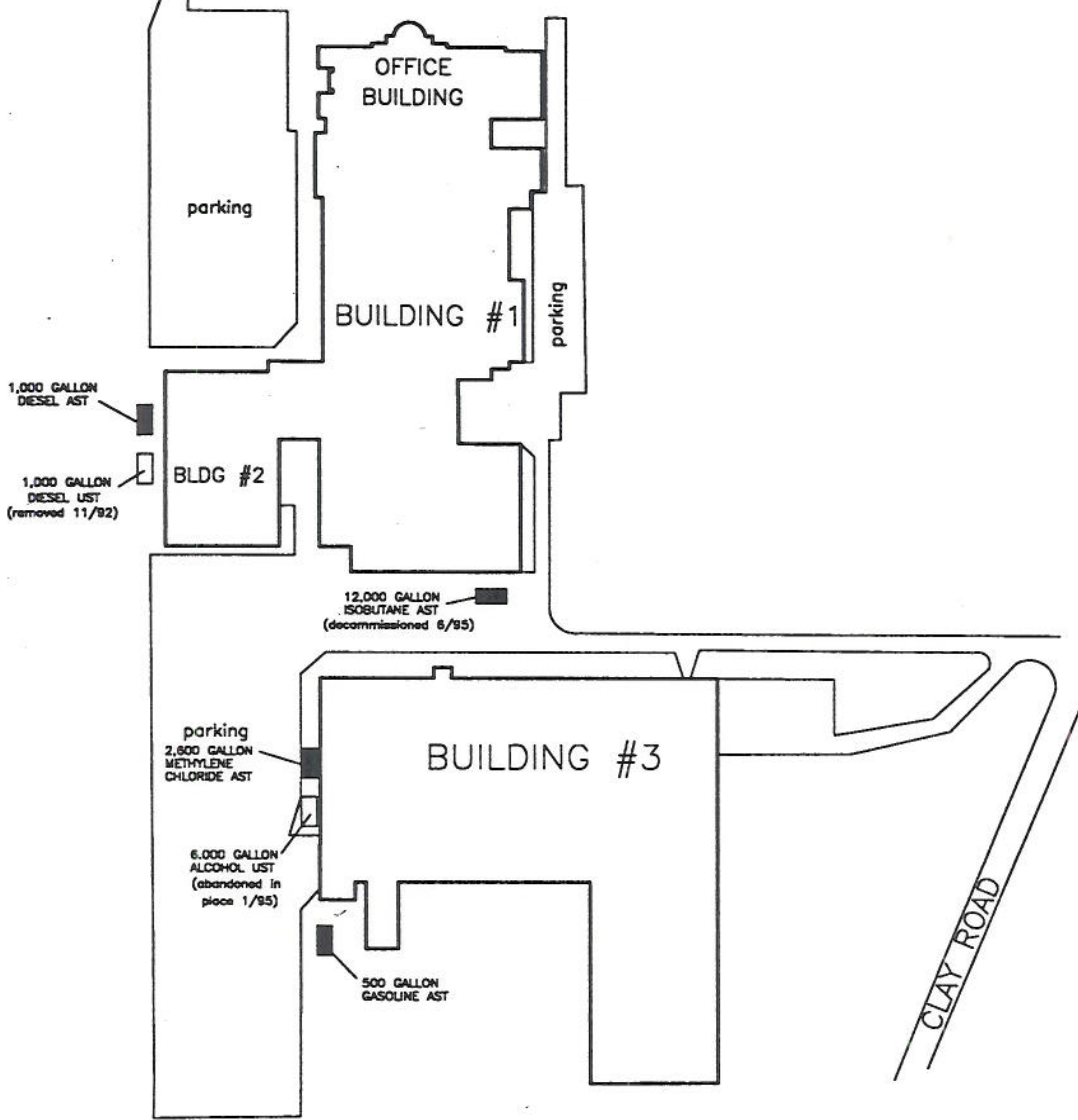 OFFICE
BUILDING
parking
parking
BUILDING #1
1,000 GALLON
DIESEL AST
BLDG #2
1,000 GALLON
DIESEL UST
(removed 11/92)
12,000 GALLON
ISOBUTANE AST
(decommissioned 6/95)
parking
2,600 GALLON
METHYLENE
CHLORIDE AST
BUILDING #3
6.000 GALLON
ALCOHOL UST
(abandoned in
place 1/95)
500 GALLON
GASOLINE AST
CLAY ROAD